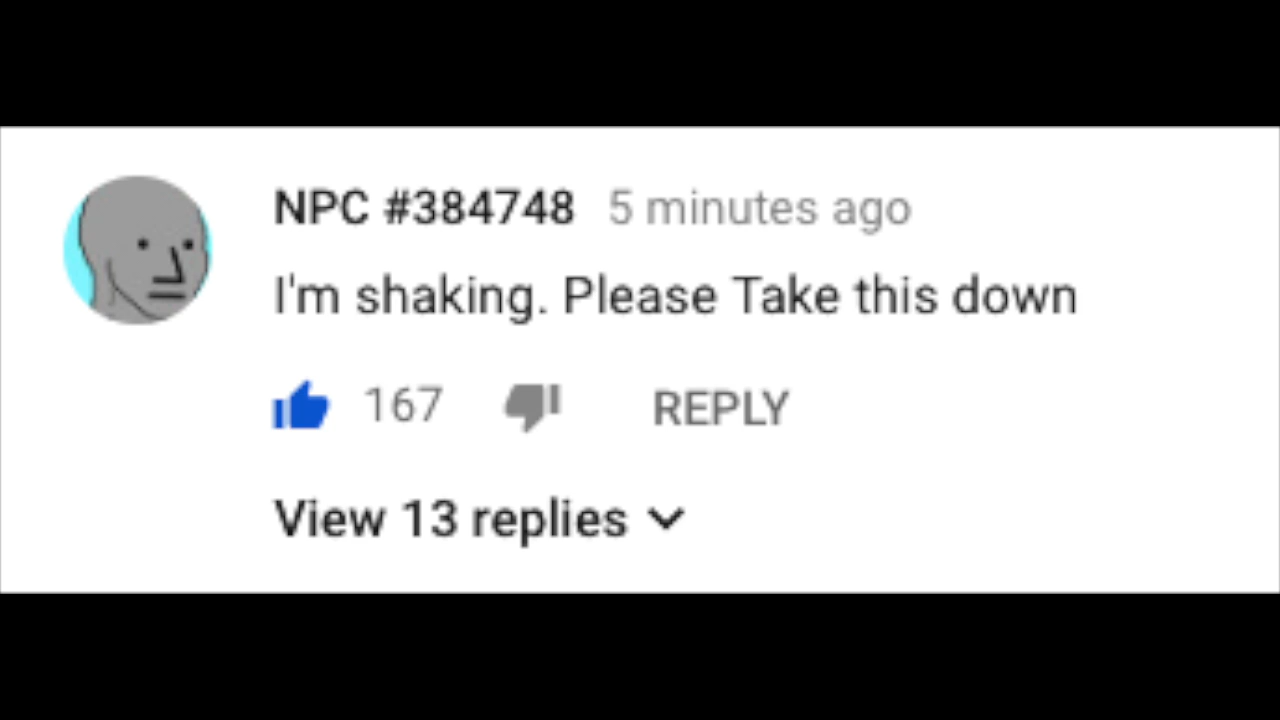 NPC #384748 5 minutes ago
I'm shaking. Please Take this down
167 REPLY
View 13 replies